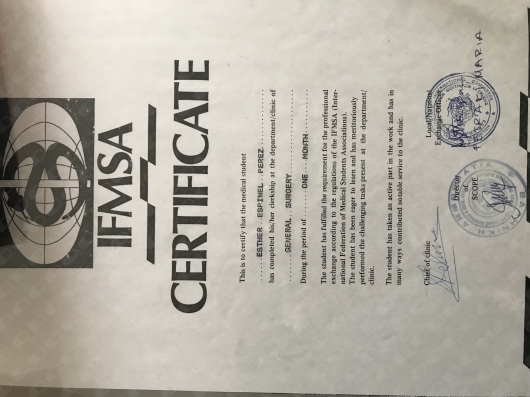 IFMSA
CERTIFICATE
This is to certify that the medical student
........ESTHER..ESPINEL..PEREZ..............
has completed his/her clerkship at the department/clinic of
........GENERAL..SURGERY..............
During the period of ......ONE..MONTH..........
The student has fulfilled the requirement for the professional
exchange according to the regulations of the IFMSA (Inter-
national Federation of Medical Students Associations).
The student has been eager to learn and has meritoriously
performed the challenging tasks present at the department/
clinic.
The student has taken an active part in the work and has in
many ways contributed notable service to the clinic.
Chief of clinic
Director
of
SCOPE
Local/National
Exchange Officer
MARIA